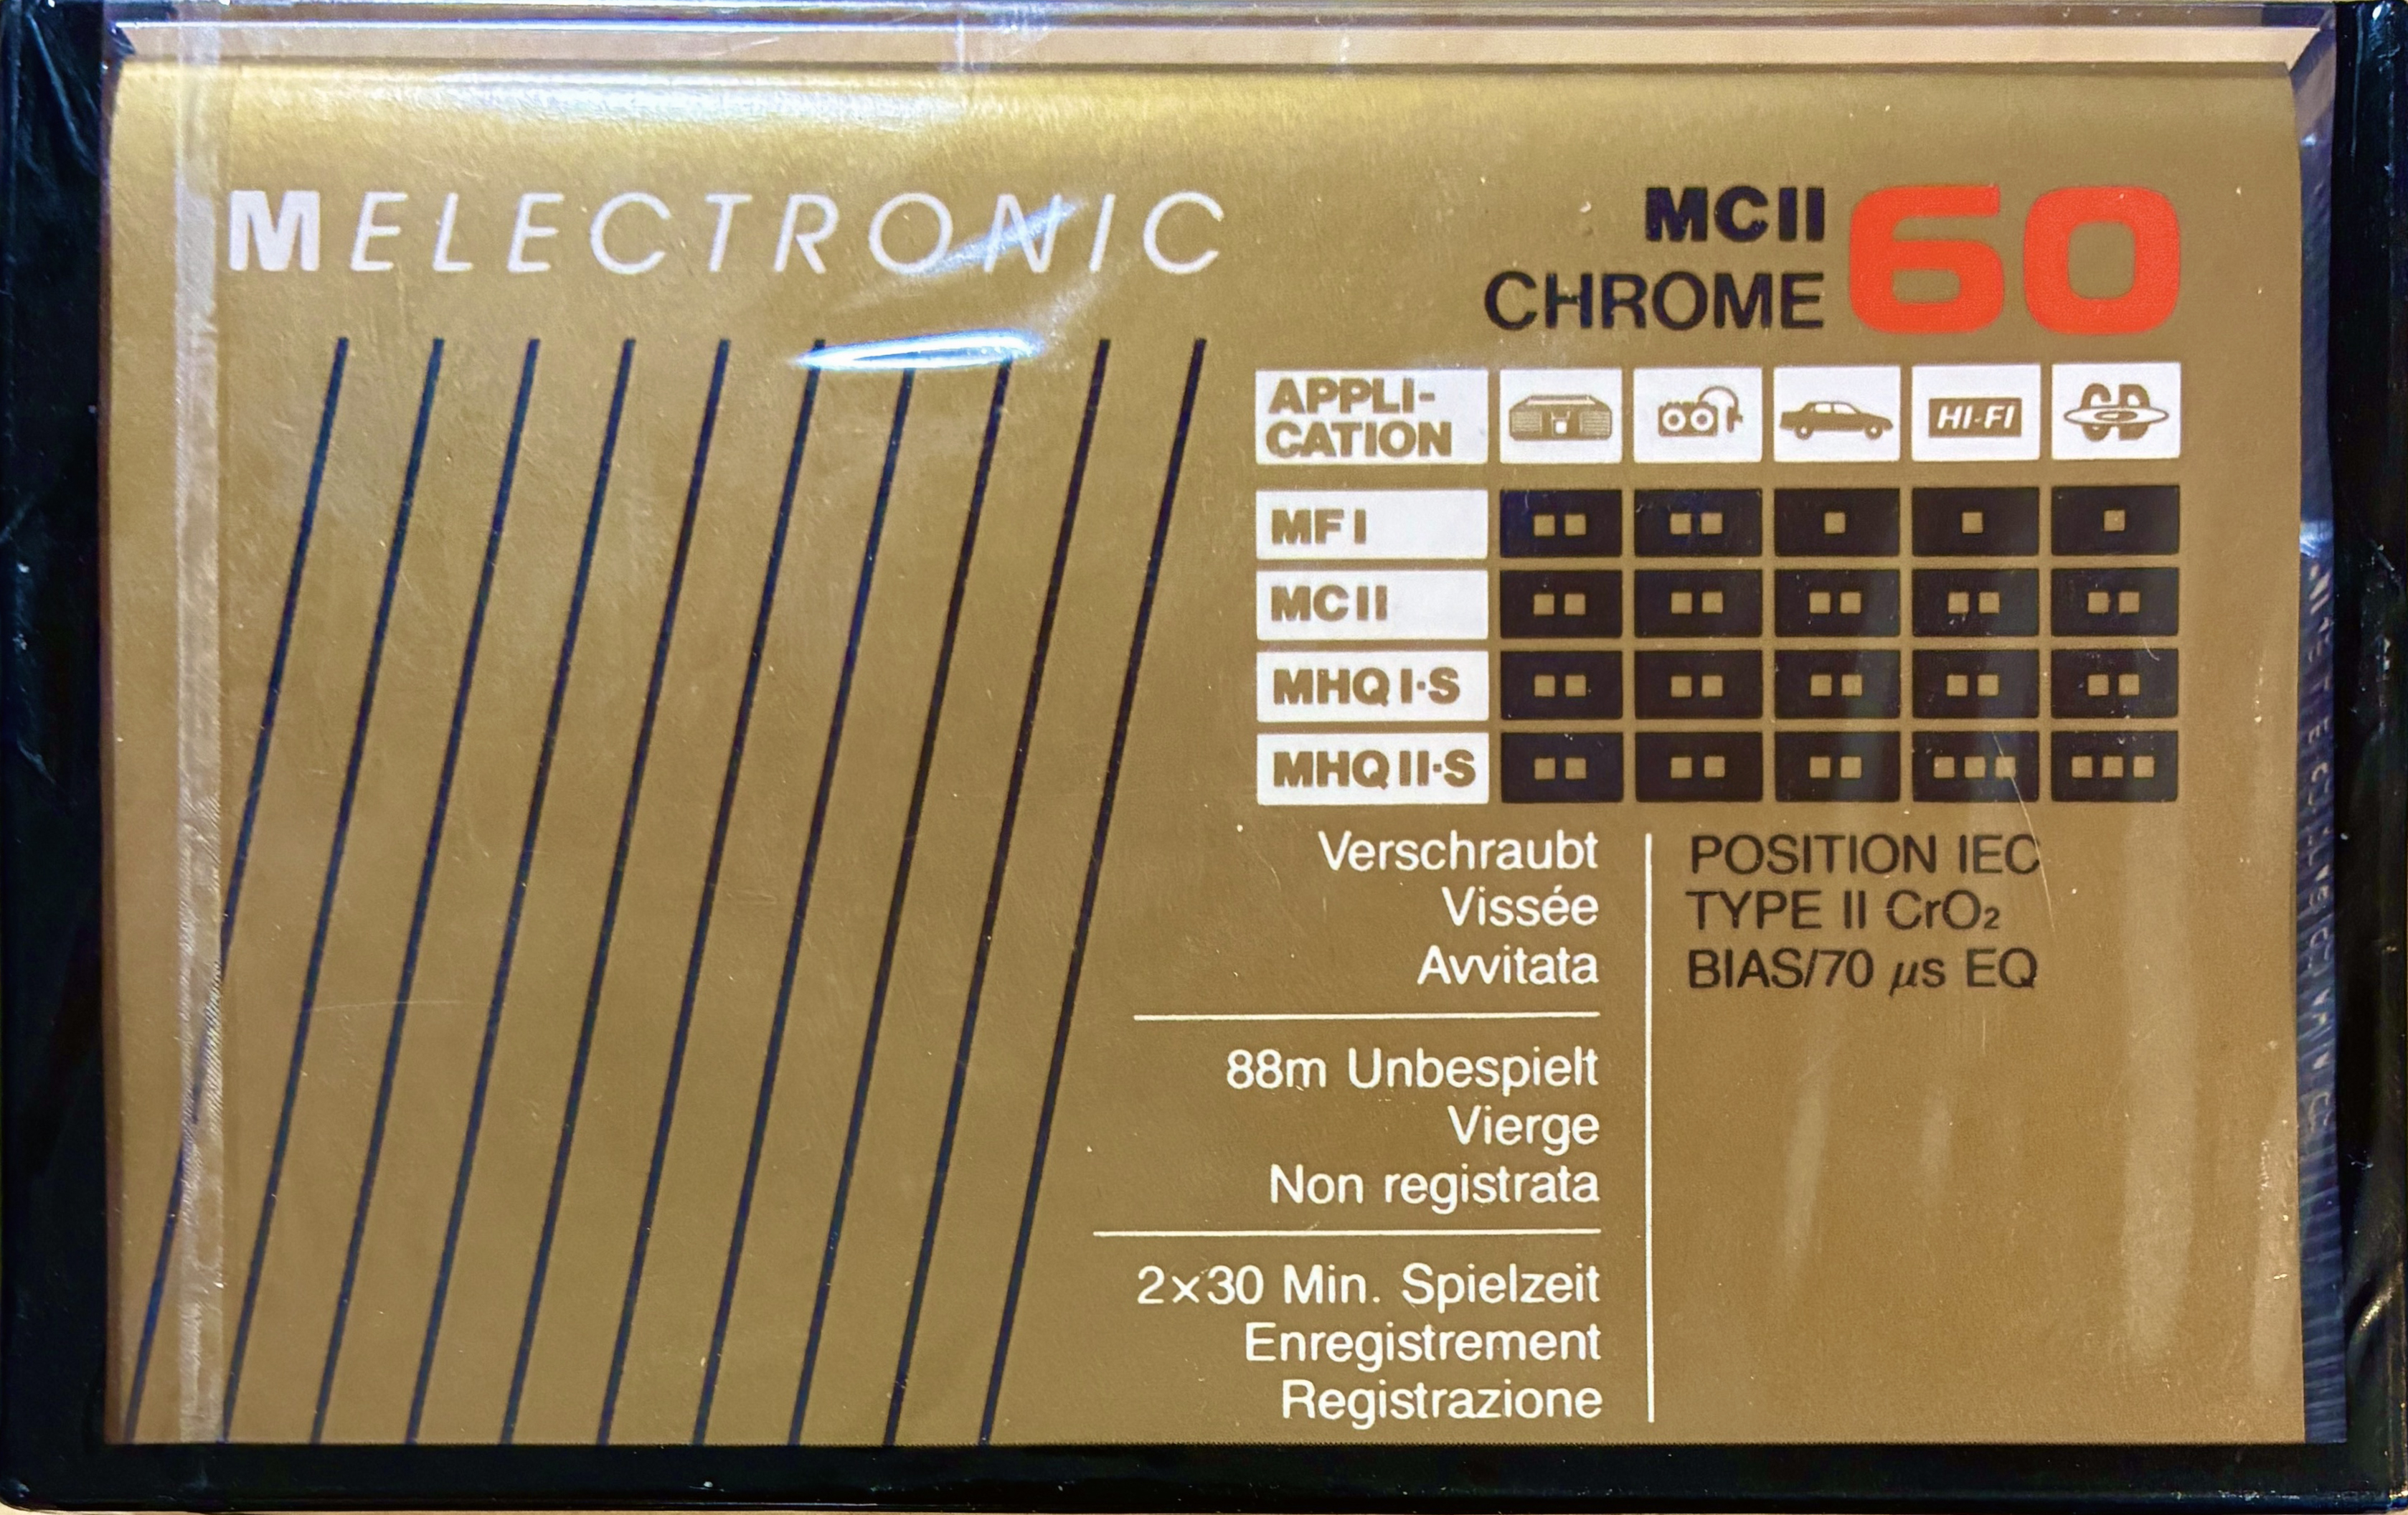 MELECTRONIC
MCII
CHROME
60
APPLI-
CATION
HI-FI
CD
MF I
MC II
MHQ I·S
MHQ II·S
Verschraubt
Vissée
Avvitata
POSITION IEC
TYPE II CrO₂
BIAS/70 μs EQ
88m Unbespielt
Vierge
Non registrata
2×30 Min. Spielzeit
Enregistrement
Registrazione